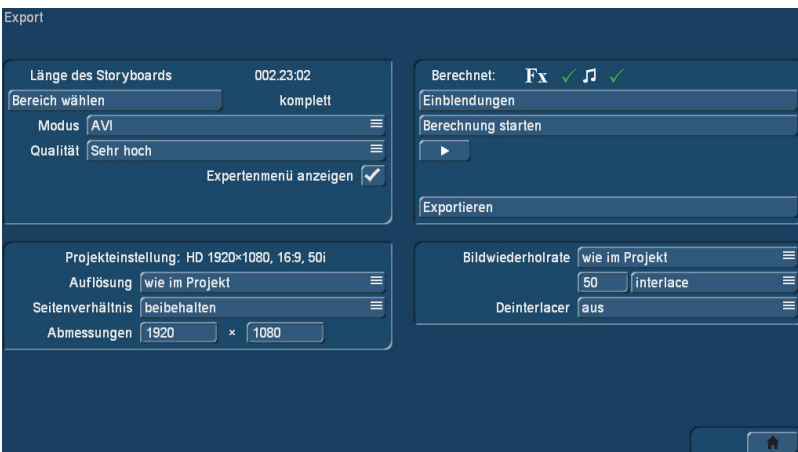 Export
Länge des Storyboards 002.23:02
Bereich wählen komplett
Modus AVI
Qualität Sehr hoch
Expertenmenü anzeigen
Berechnet: Fx
Einblendungen
Berechnung starten
Exportieren
Projekteinstellung: HD 1920×1080, 16:9, 50i
Auflösung wie im Projekt
Seitenverhältnis beibehalten
Abmessungen 1920 × 1080
Bildwiederholrate wie im Projekt
50 interlace
Deinterlacer aus